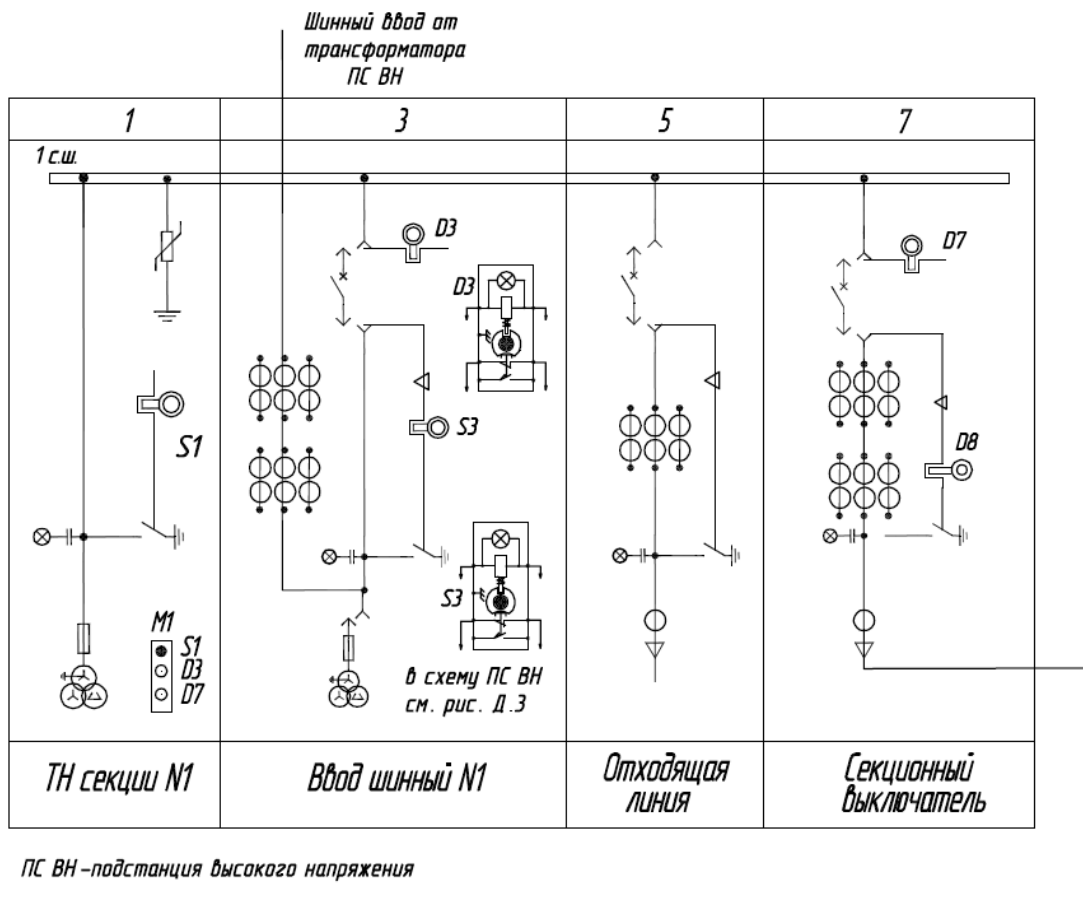 Шинный ввод от
трансформатора
ПС ВН
1
3
5
7
1 с.ш.
D3
D7
D3
S1
S3
D8
S3
M1
S1
D3
D7
в схему ПС ВН
см. рис. Д.3
ТН секции N1
Ввод шинный N1
Отходящая
линия
Секционный
выключатель
ПС ВН – подстанция высокого напряжения